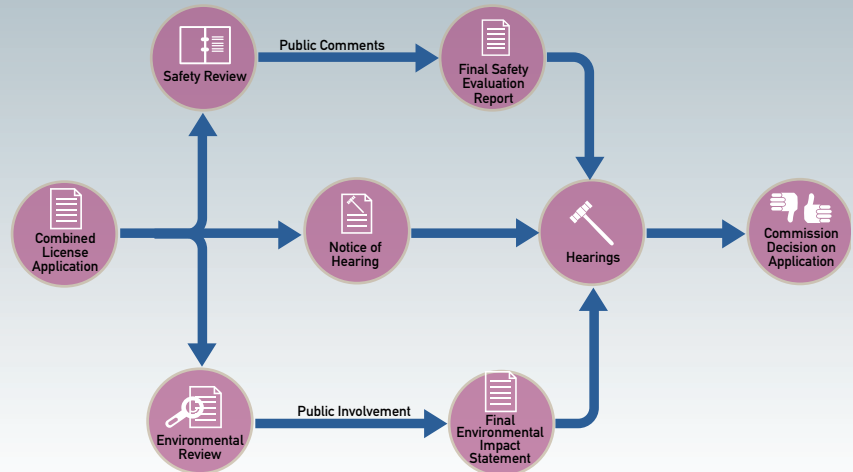 Safety Review
Public Comments
Final Safety
Evaluation
Report
Combined
License
Application
Notice of
Hearing
Hearings
Commission
Decision on
Application
Environmental
Review
Public Involvement
Final
Environmental
Impact
Statement